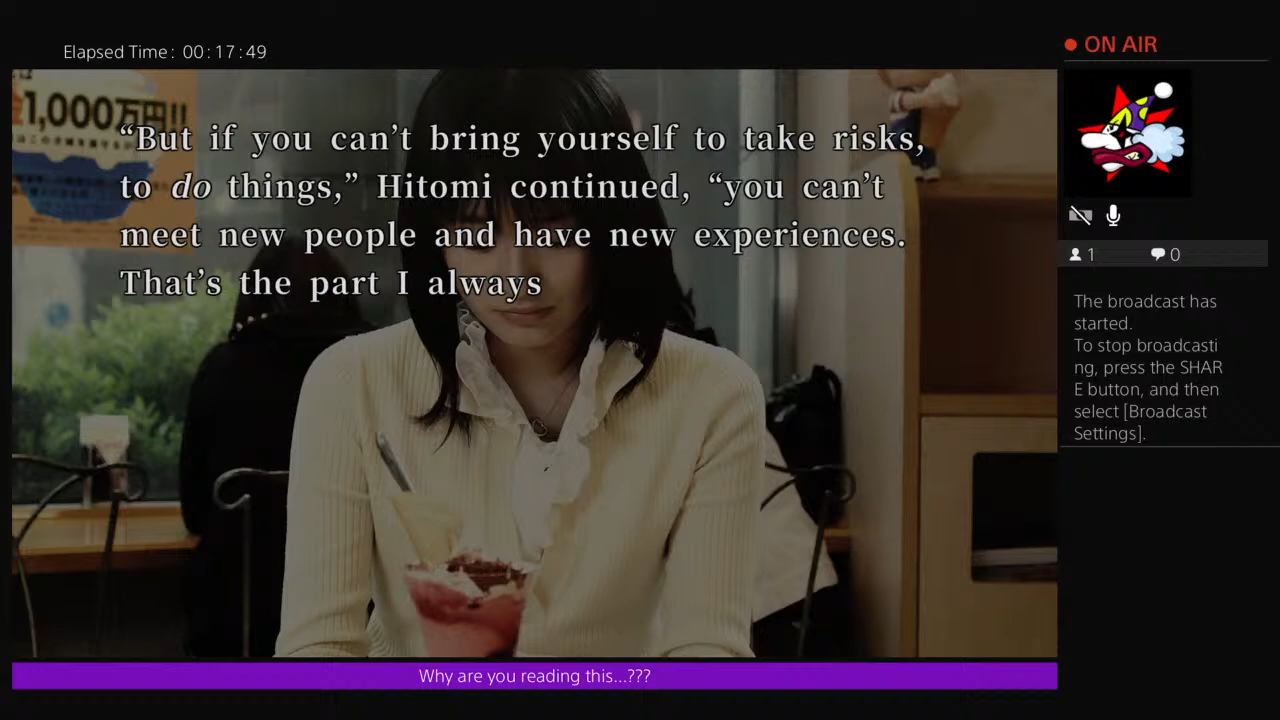 Elapsed Time: 00:17:49
ON AIR
1,000万円!!
“But if you can’t bring yourself to take risks,
to do things,” Hitomi continued, “you can’t
meet new people and have new experiences.
That’s the part I always
1
0
The broadcast has
started.
To stop broadcasti
ng, press the SHAR
E button, and then
select [Broadcast
Settings].
Why are you reading this...???